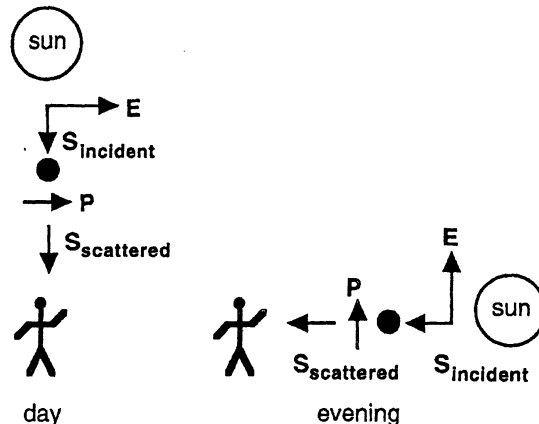 sun
E
S incident
P
S scattered
day
E
P
sun
S scattered
S incident
evening